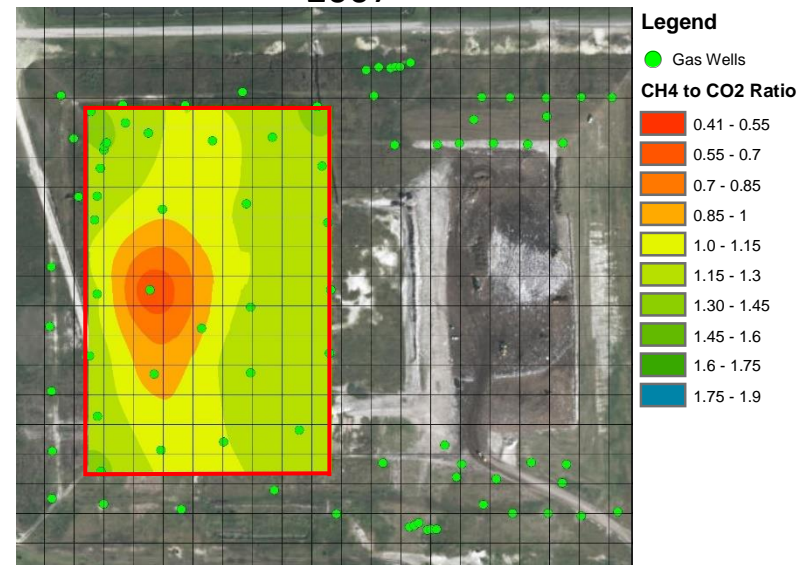 Legend
Gas Wells
CH4 to CO2 Ratio
0.41 - 0.55
0.55 - 0.7
0.7 - 0.85
0.85 - 1
1.0 - 1.15
1.15 - 1.3
1.30 - 1.45
1.45 - 1.6
1.6 - 1.75
1.75 - 1.9